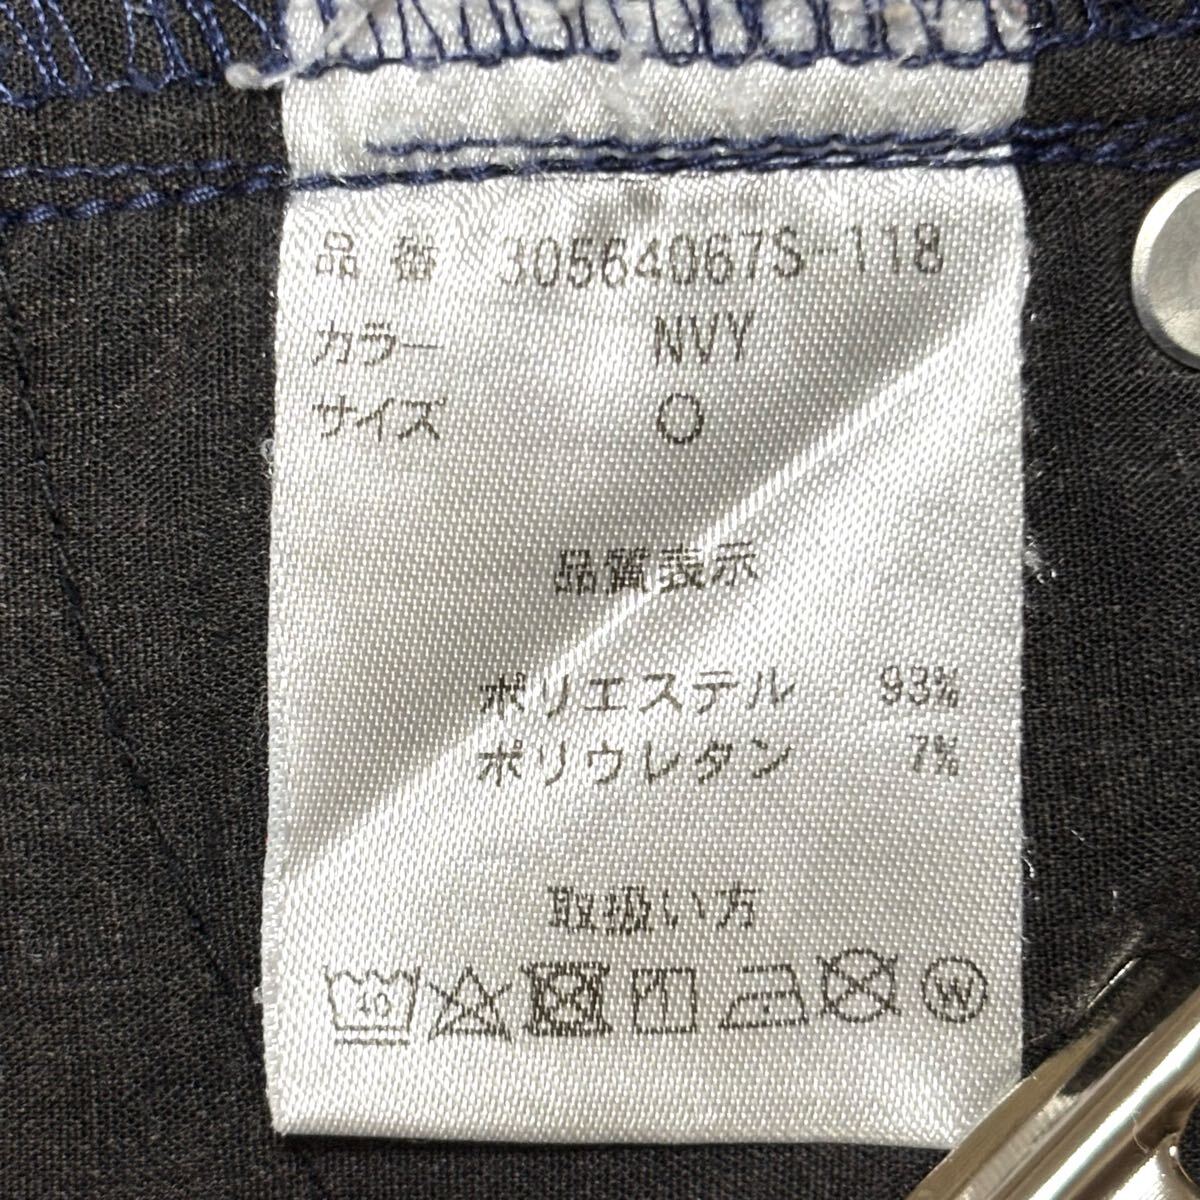 品番 30564067S-118
カラー NVY
サイズ O
品質表示
ポリエステル 93%
ポリウレタン 7%
取扱い方
40
W